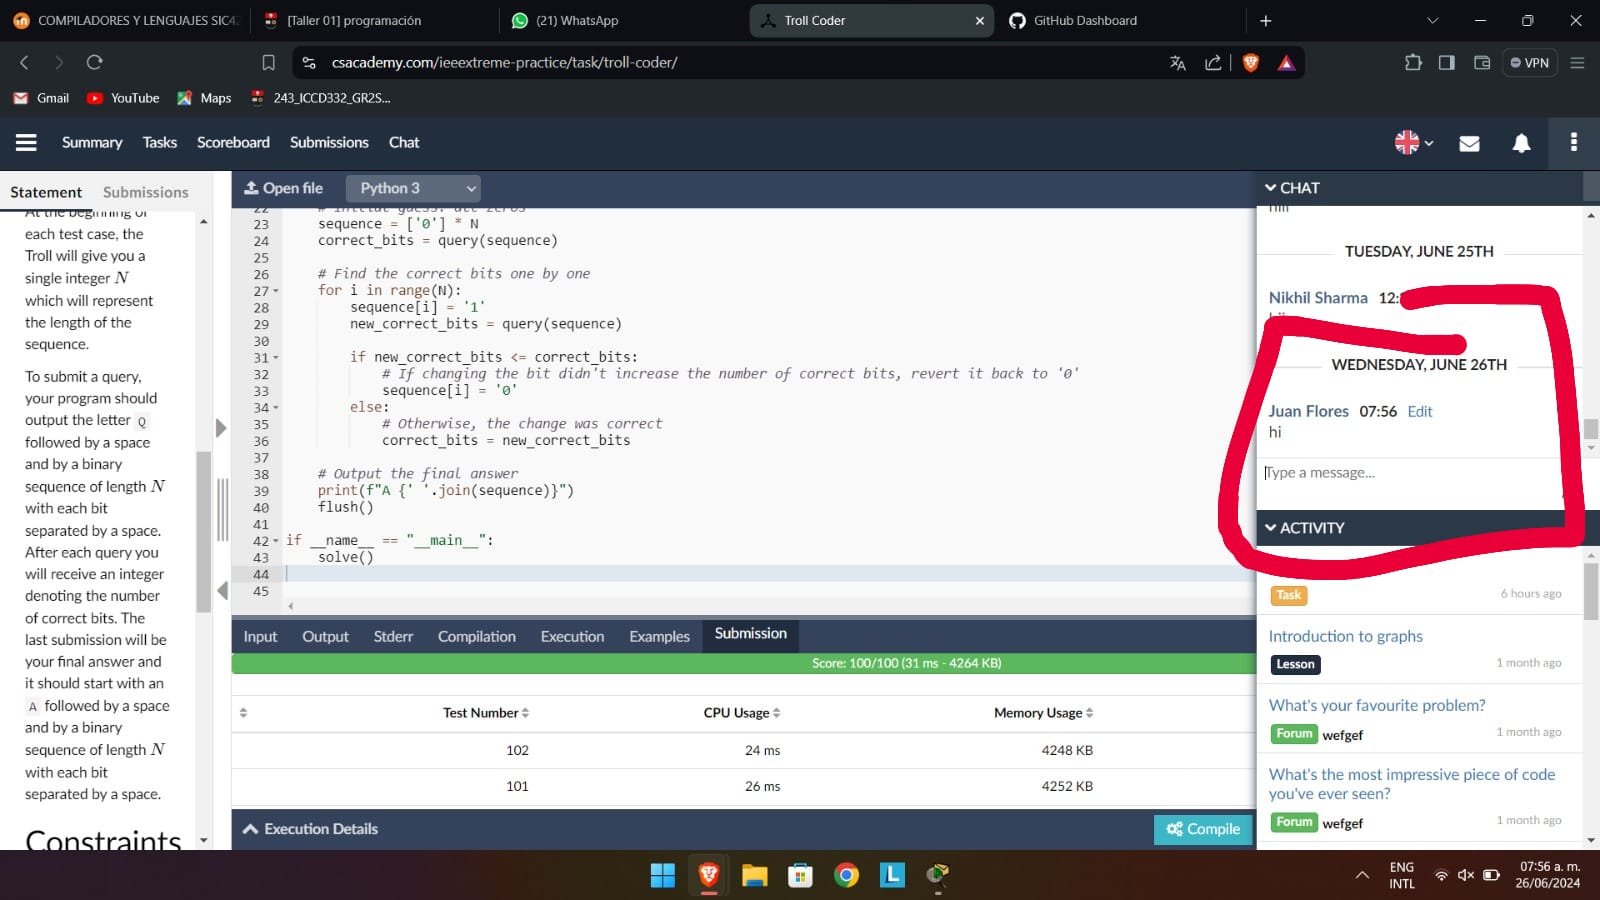 COMPILADORES Y LENGUAJES SIC4
[Taller 01] programación
(21) WhatsApp
Troll Coder
GitHub Dashboard
csacademy.com/ieeextreme-practice/task/troll-coder/
VPN
Gmail
YouTube
Maps
243_ICCD332_GR2S...
Summary
Tasks
Scoreboard
Submissions
Chat
Statement
Submissions
At the beginning of
each test case, the
Troll will give you a
single integer N
which will represent
the length of the
sequence.
To submit a query,
your program should
output the letter Q
followed by a space
and by a binary
sequence of length N
with each bit
separated by a space.
After each query you
will receive an integer
denoting the number
of correct bits. The
last submission will be
your final answer and
it should start with an
A followed by a space
and by a binary
sequence of length N
with each bit
separated by a space.
Constraints
Open file
Python 3
22 # Initial guess: all zeros
23 sequence = ['0'] * N
24 correct_bits = query(sequence)
25
26 # Find the correct bits one by one
27 for i in range(N):
28 sequence[i] = '1'
29 new_correct_bits = query(sequence)
30
31 if new_correct_bits <= correct_bits:
32 # If changing the bit didn't increase the number of correct bits, revert it back to '0'
33 sequence[i] = '0'
34 else:
35 # Otherwise, the change was correct
36 correct_bits = new_correct_bits
37
38 # Output the final answer
39 print(f"A {' '.join(sequence)}")
40 flush()
41
42 if __name__ == "__main__":
43 solve()
44
45
Input
Output
Stderr
Compilation
Execution
Examples
Submission
Score: 100/100 (31 ms - 4264 KB)
Test Number
CPU Usage
Memory Usage
102
24 ms
4248 KB
101
26 ms
4252 KB
Execution Details
Compile
CHAT
TUESDAY, JUNE 25TH
Nikhil Sharma 12:
WEDNESDAY, JUNE 26TH
Juan Flores 07:56 Edit
hi
Type a message...
ACTIVITY
Task
6 hours ago
Introduction to graphs
Lesson
1 month ago
What's your favourite problem?
Forum wefgef
1 month ago
What's the most impressive piece of code
you've ever seen?
Forum wefgef
1 month ago
ENG
INTL
07:56 a. m.
26/06/2024